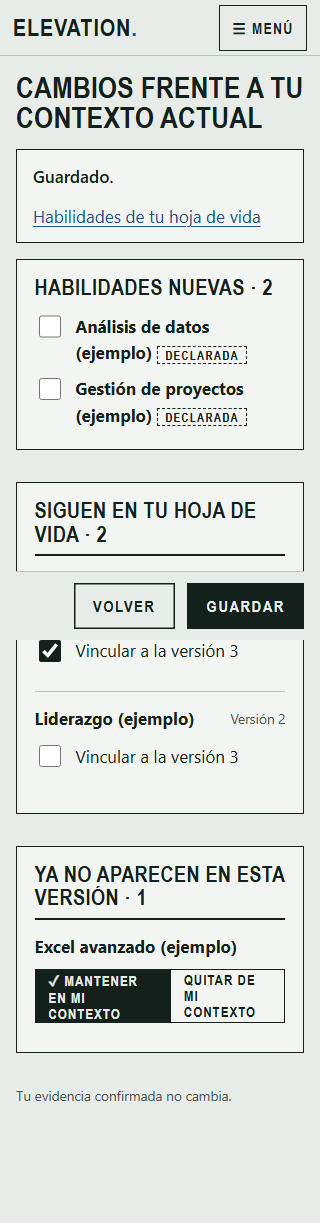 ELEVATION.
☰ MENÚ
CAMBIOS FRENTE A TU
CONTEXTO ACTUAL
Guardado.
Habilidades de tu hoja de vida
HABILIDADES NUEVAS · 2
Análisis de datos
(ejemplo) DECLARADA
Gestión de proyectos
(ejemplo) DECLARADA
SIGUEN EN TU HOJA DE
VIDA · 2
VOLVER
GUARDAR
Vincular a la versión 3
Liderazgo (ejemplo) Versión 2
Vincular a la versión 3
YA NO APARECEN EN ESTA
VERSIÓN · 1
Excel avanzado (ejemplo)
✓ MANTENER
EN MI
CONTEXTO
QUITAR DE
MI
CONTEXTO
Tu evidencia confirmada no cambia.